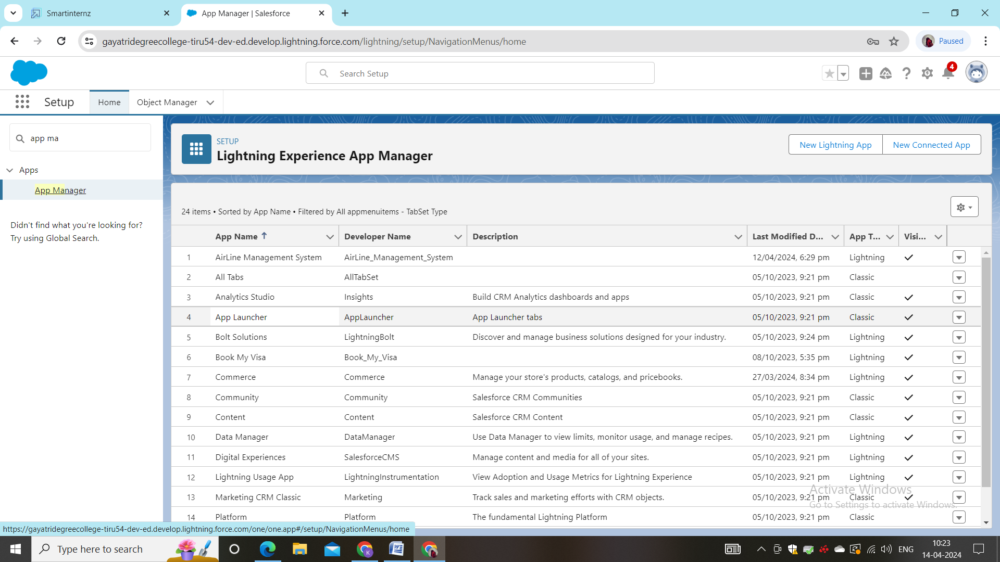 Smartinternz
App Manager | Salesforce
gayatridegreecollege-tiru54-dev-ed.develop.lightning.force.com/lightning/setup/NavigationMenus/home
Paused
Search Setup
4
Setup
Home
Object Manager
app ma
Apps
App Manager
Didn't find what you're looking for?
Try using Global Search.
SETUP
Lightning Experience App Manager
New Lightning App
New Connected App
24 items • Sorted by App Name • Filtered by All appmenuitems - TabSet Type
App Name Developer Name Description Last Modified D... App T... Visi...
1 AirLine Management System AirLine_Management_System 12/04/2024, 6:29 pm Lightning
2 All Tabs AllTabSet 05/10/2023, 9:21 pm Classic
3 Analytics Studio Insights Build CRM Analytics dashboards and apps 05/10/2023, 9:21 pm Classic
4 App Launcher AppLauncher App Launcher tabs 05/10/2023, 9:21 pm Classic
5 Bolt Solutions LightningBolt Discover and manage business solutions designed for your industry. 05/10/2023, 9:24 pm Lightning
6 Book My Visa Book_My_Visa 08/10/2023, 5:35 pm Lightning
7 Commerce Commerce Manage your store's products, catalogs, and pricebooks. 27/03/2024, 8:34 pm Lightning
8 Community Community Salesforce CRM Communities 05/10/2023, 9:21 pm Classic
9 Content Content Salesforce CRM Content 05/10/2023, 9:21 pm Classic
10 Data Manager DataManager Use Data Manager to view limits, monitor usage, and manage recipes. 05/10/2023, 9:21 pm Lightning
11 Digital Experiences SalesforceCMS Manage content and media for all of your sites. 05/10/2023, 9:21 pm Lightning
12 Lightning Usage App LightningInstrumentation View Adoption and Usage Metrics for Lightning Experience 05/10/2023, 9:21 pm Lightning
13 Marketing CRM Classic Marketing Track sales and marketing efforts with CRM objects. 05/10/2023, 9:21 pm Classic
14 Platform Platform The fundamental Lightning Platform 05/10/2023, 9:21 pm Classic
Activate Windows
Go to Settings to activate Windows.
https://gayatridegreecollege-tiru54-dev-ed.develop.lightning.force.com/one/one.app#/setup/NavigationMenus/home
Type here to search
K
ENG
10:23
14-04-2024